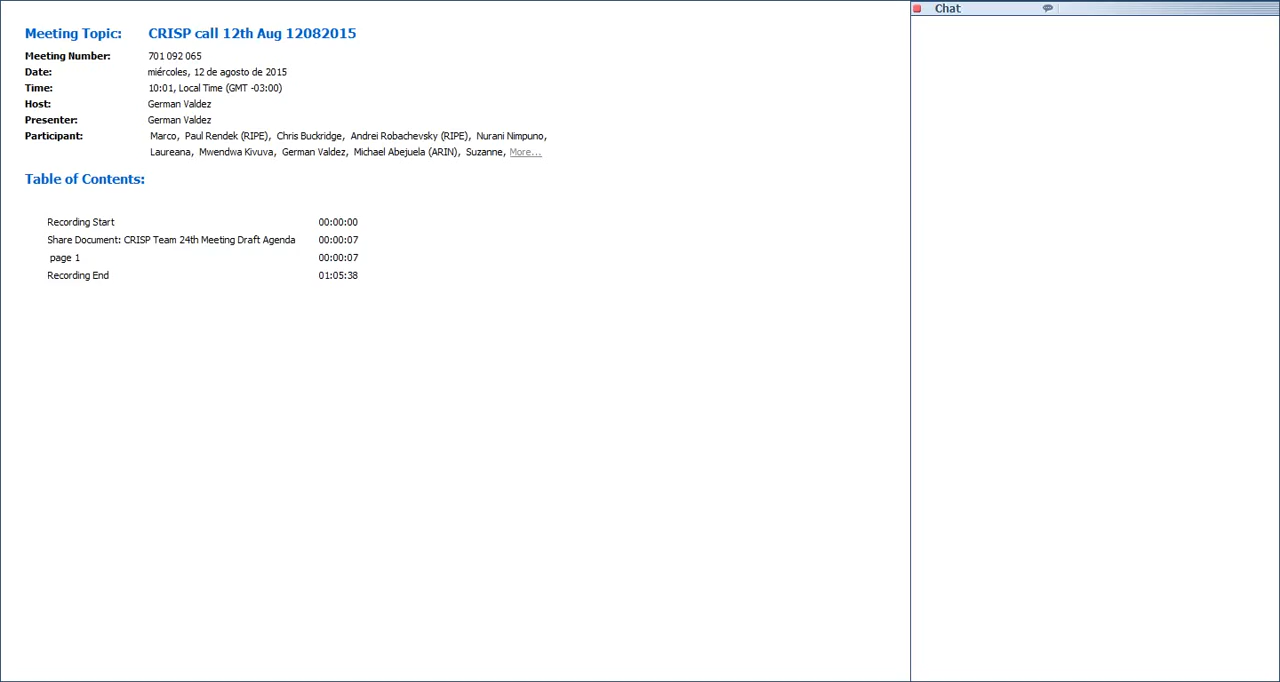 Chat
Meeting Topic: CRISP call 12th Aug 12082015
Meeting Number: 701 092 065
Date: miércoles, 12 de agosto de 2015
Time: 10:01, Local Time (GMT -03:00)
Host: German Valdez
Presenter: German Valdez
Participant: Marco, Paul Rendek (RIPE), Chris Buckridge, Andrei Robachevsky (RIPE), Nurani Nimpuno,
Laureana, Mwendwa Kivuva, German Valdez, Michael Abejuela (ARIN), Suzanne, More...
Table of Contents:
Recording Start 00:00:00
Share Document: CRISP Team 24th Meeting Draft Agenda 00:00:07
page 1 00:00:07
Recording End 01:05:38